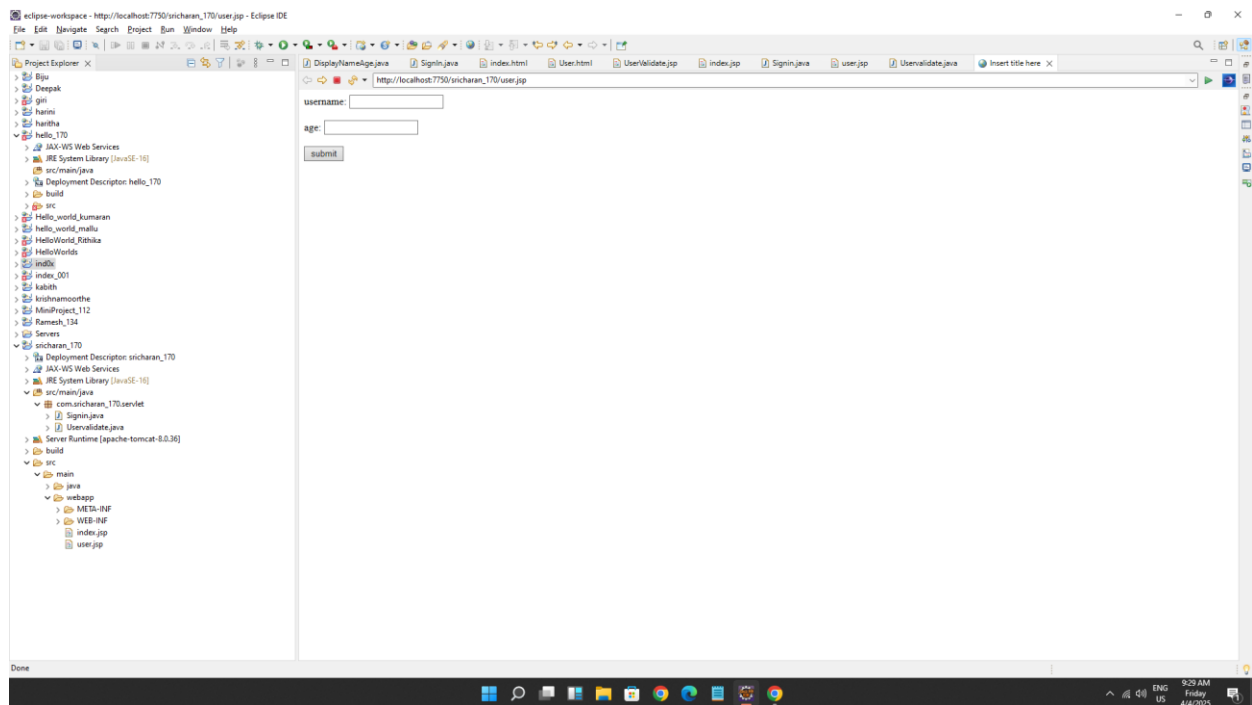 eclipse-workspace - http://localhost:7750/sricharan_170/user.jsp - Eclipse IDE
File Edit Navigate Search Project Run Window Help
Project Explorer
DisplayNameAge.java SignIn.java index.html User.html UserValidate.jsp index.jsp Signin.java user.jsp Uservalidate.java Insert title here
http://localhost:7750/sricharan_170/user.jsp
username:
age:
submit
Biju
Deepak
giri
harini
haritha
hello_170
JAX-WS Web Services
JRE System Library [JavaSE-16]
src/main/java
Deployment Descriptor: hello_170
build
src
Hello_world_kumaran
hello_world_mallu
HelloWorld_Rithika
HelloWorlds
ind0x
index_001
kabith
krishnamoorthe
MiniProject_112
Ramesh_134
Servers
sricharan_170
Deployment Descriptor: sricharan_170
JAX-WS Web Services
JRE System Library [JavaSE-16]
src/main/java
com.sricharan_170.servlet
Signin.java
Uservalidate.java
Server Runtime [apache-tomcat-8.0.36]
build
src
main
java
webapp
META-INF
WEB-INF
index.jsp
user.jsp
Done
ENG
US
9:29 AM
Friday
4/4/2025